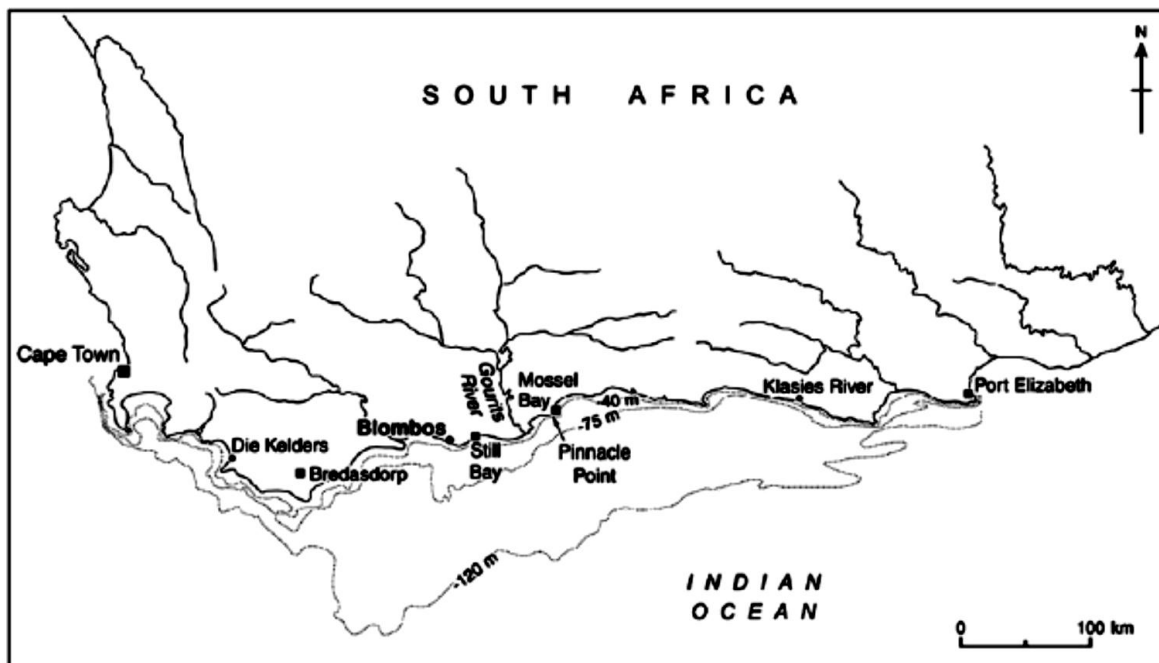 N
SOUTH AFRICA
Cape Town
Gourits
River
Mossel
Bay
-40 m
-75 m
Klasies River
Port Elizabeth
Blombos
Die Kelders
Still
Bay
Bredasdorp
Pinnacle
Point
-120 m
INDIAN
OCEAN
0 100 km